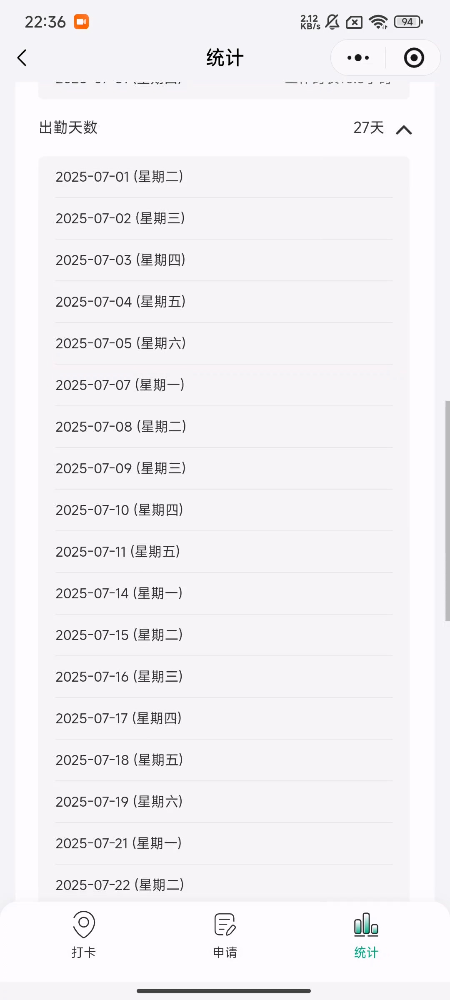 22:36
2.12 KB/s
94
统计
出勤天数 27天
2025-07-01 (星期二)
2025-07-02 (星期三)
2025-07-03 (星期四)
2025-07-04 (星期五)
2025-07-05 (星期六)
2025-07-07 (星期一)
2025-07-08 (星期二)
2025-07-09 (星期三)
2025-07-10 (星期四)
2025-07-11 (星期五)
2025-07-14 (星期一)
2025-07-15 (星期二)
2025-07-16 (星期三)
2025-07-17 (星期四)
2025-07-18 (星期五)
2025-07-19 (星期六)
2025-07-21 (星期一)
2025-07-22 (星期二)
打卡 申请 统计